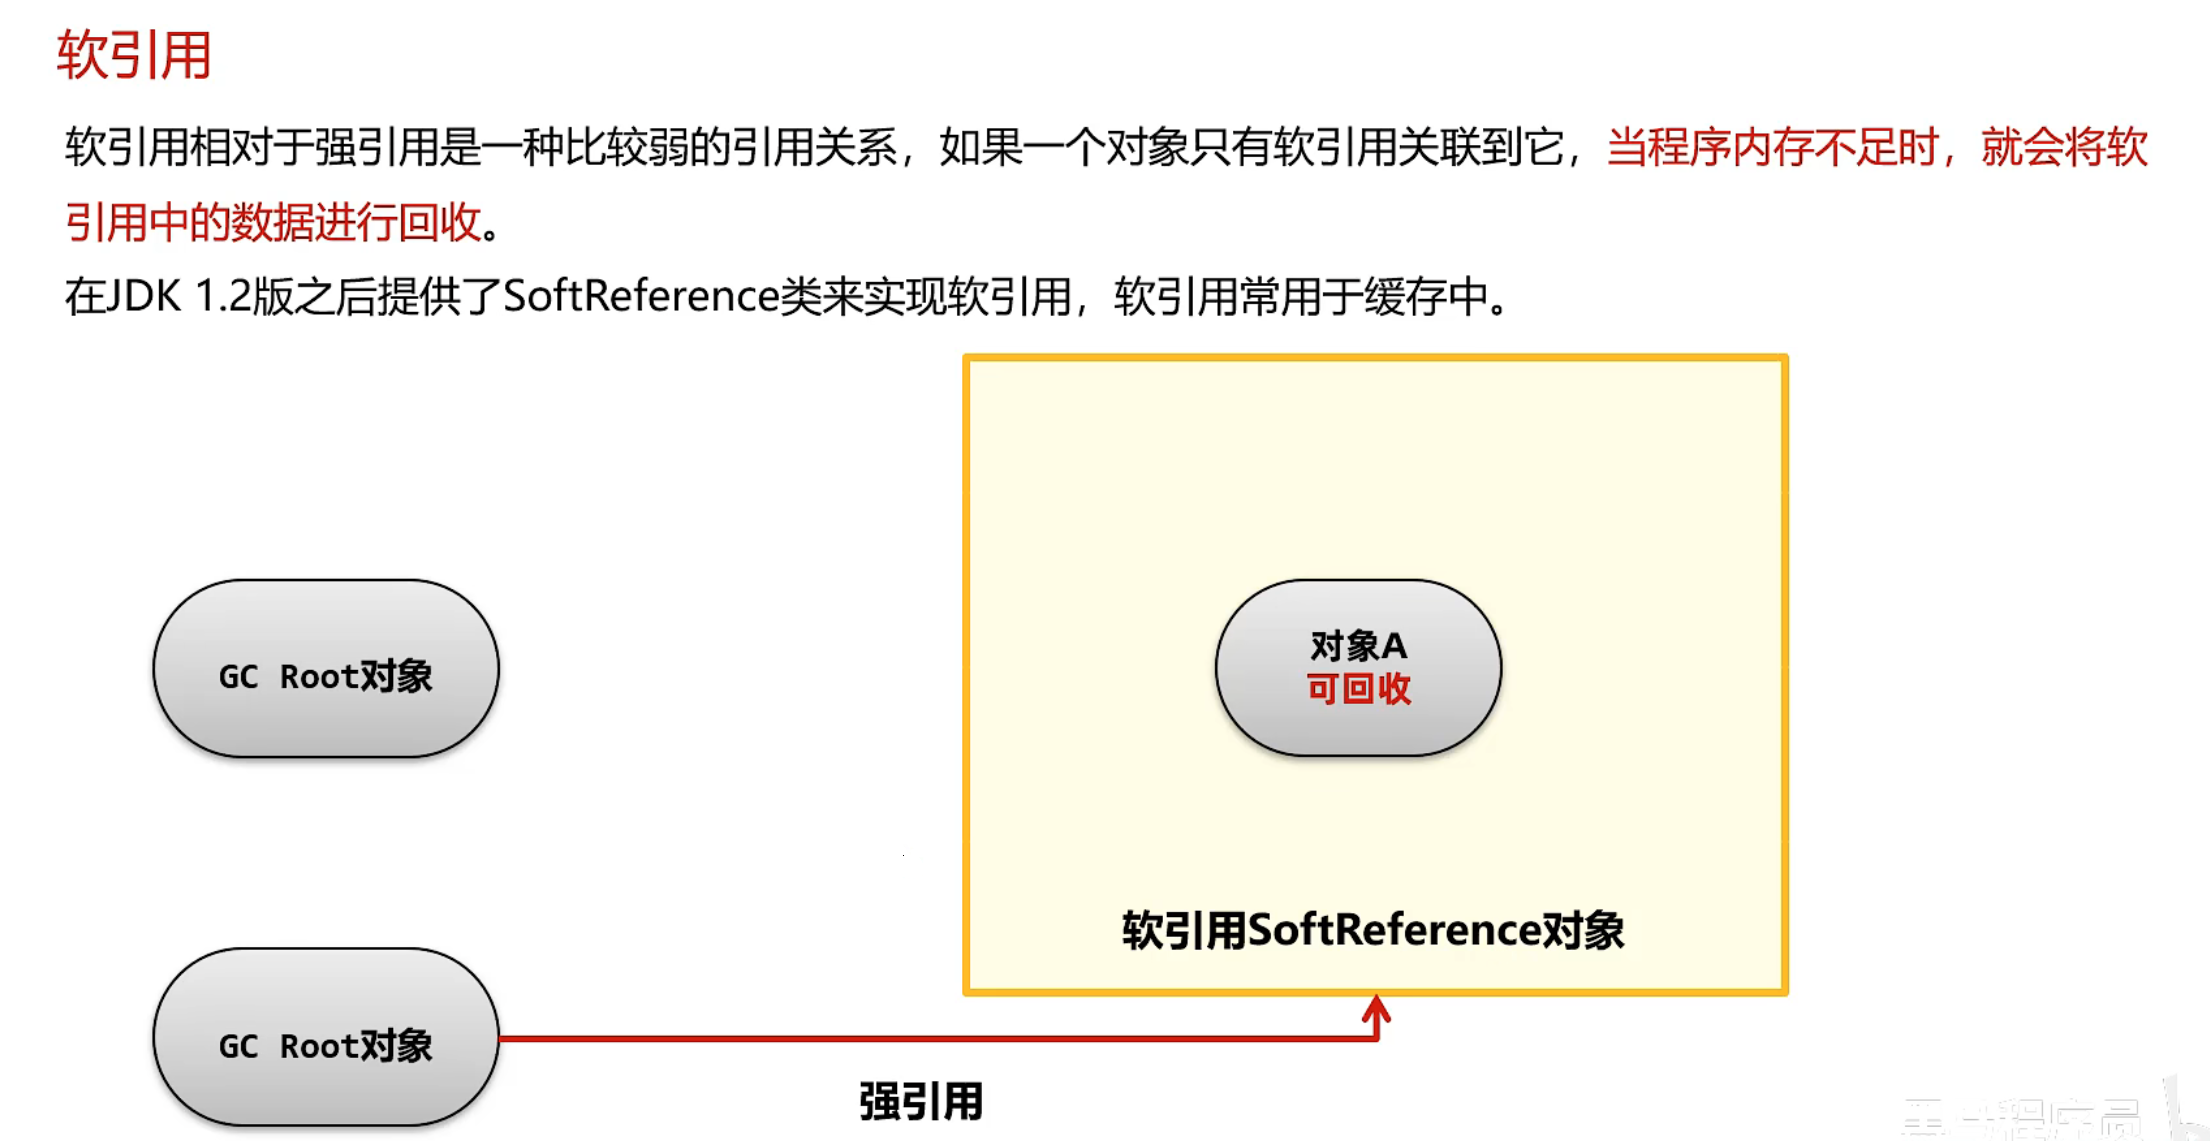 软引用
软引用相对于强引用是一种比较弱的引用关系，如果一个对象只有软引用关联到它，当程序内存不足时，就会将软
引用中的数据进行回收。
在JDK 1.2版之后提供了SoftReference类来实现软引用，软引用常用于缓存中。
GC Root对象
对象A
可回收
软引用SoftReference对象
GC Root对象
强引用